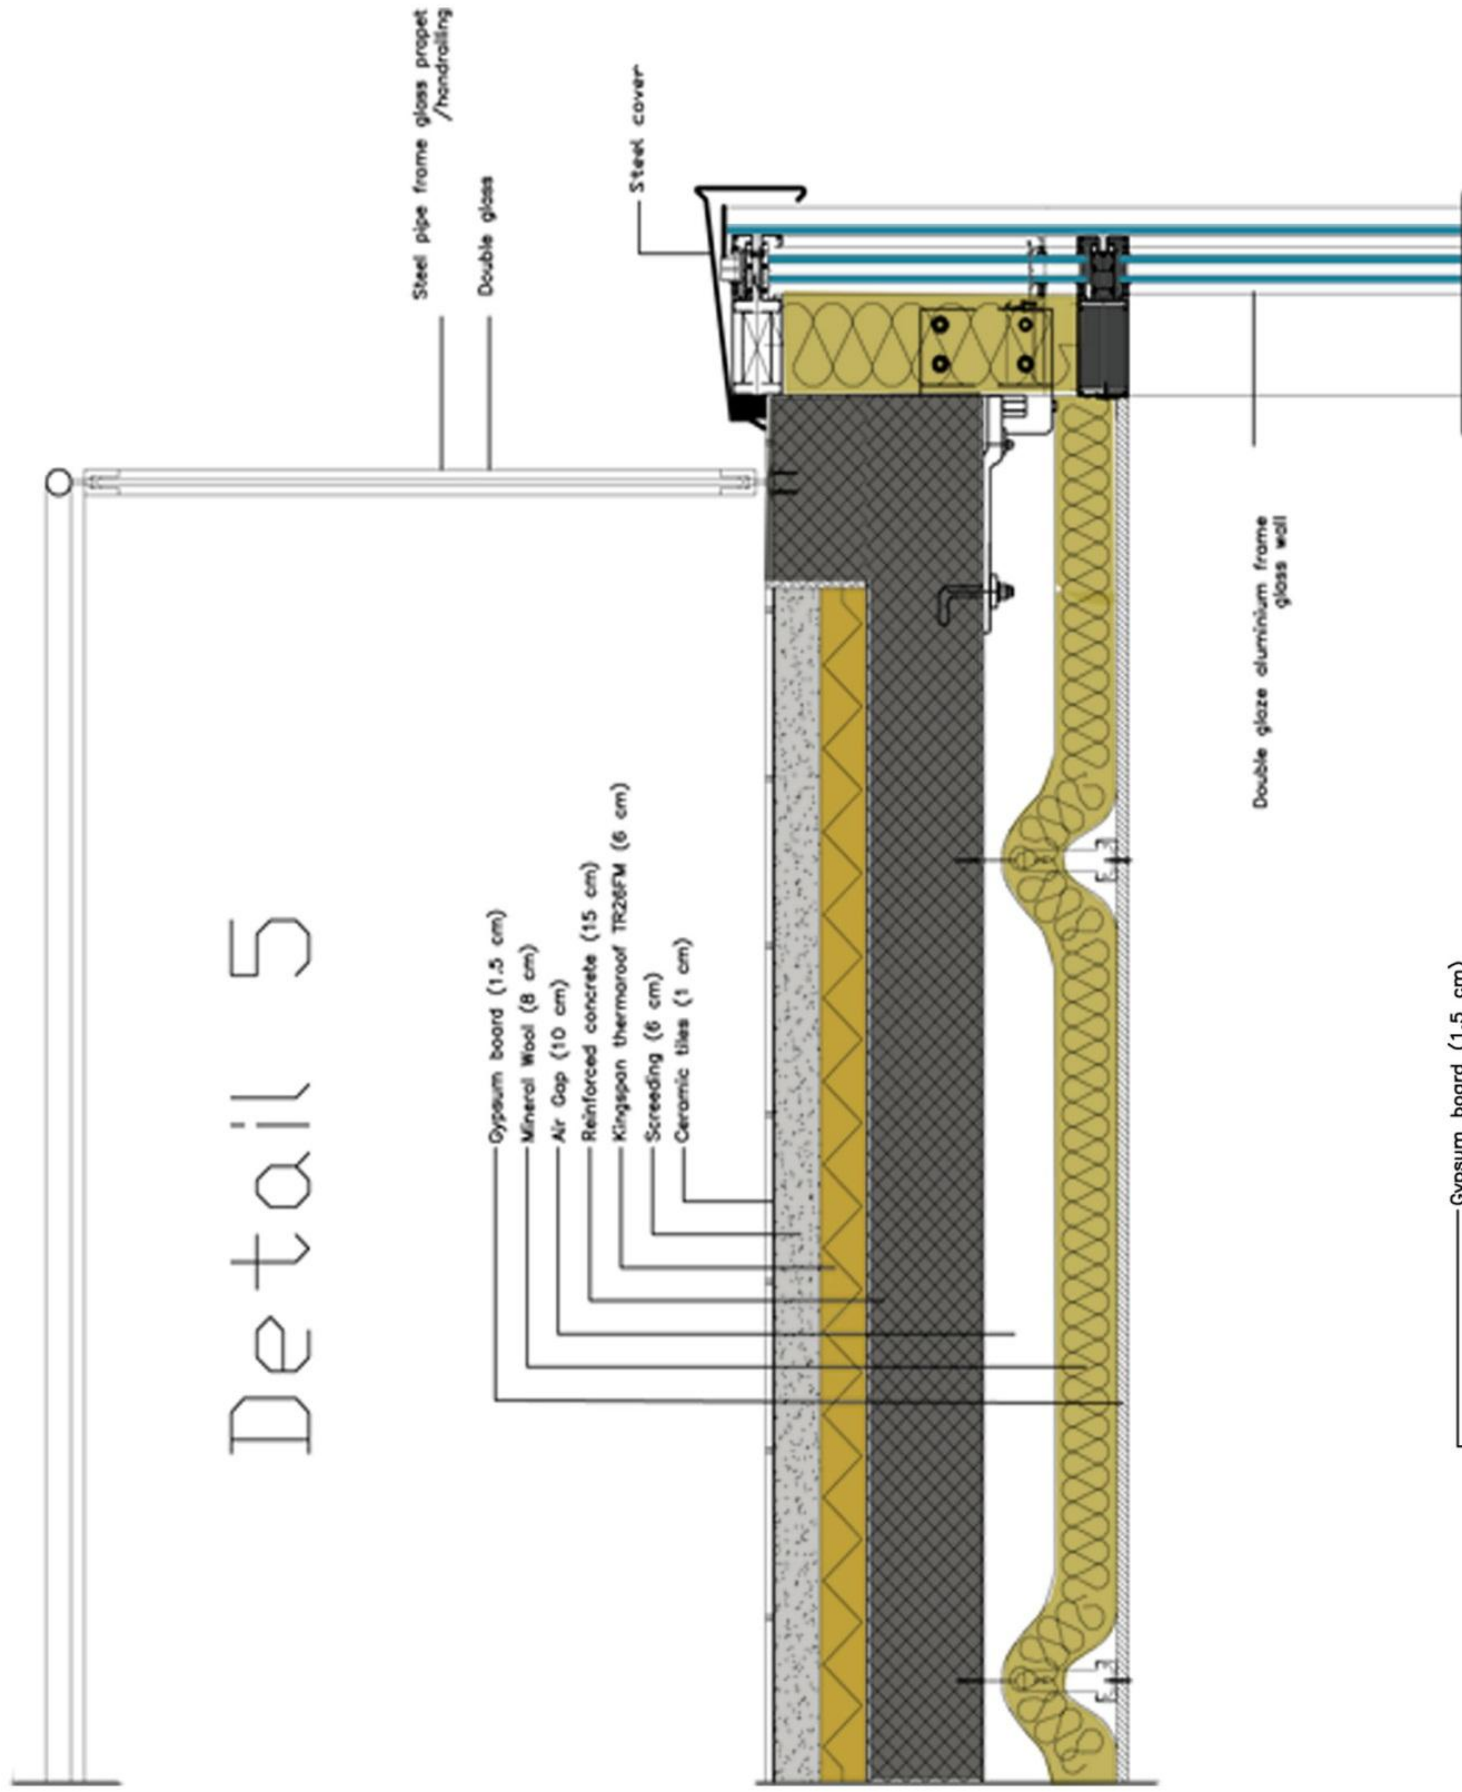 Steel pipe frame glass propet
/handrailing
Double glass
Steel cover
Detail 5
Gypsum board (1.5 cm)
Mineral Wool (8 cm)
Air Gap (10 cm)
Reinforced concrete (15 cm)
Kingspan thermaroof TR26FM (6 cm)
Screeding (6 cm)
Ceramic tiles (1 cm)
Double glaze aluminium frame
glass wall
Gypsum board (1.5 cm)